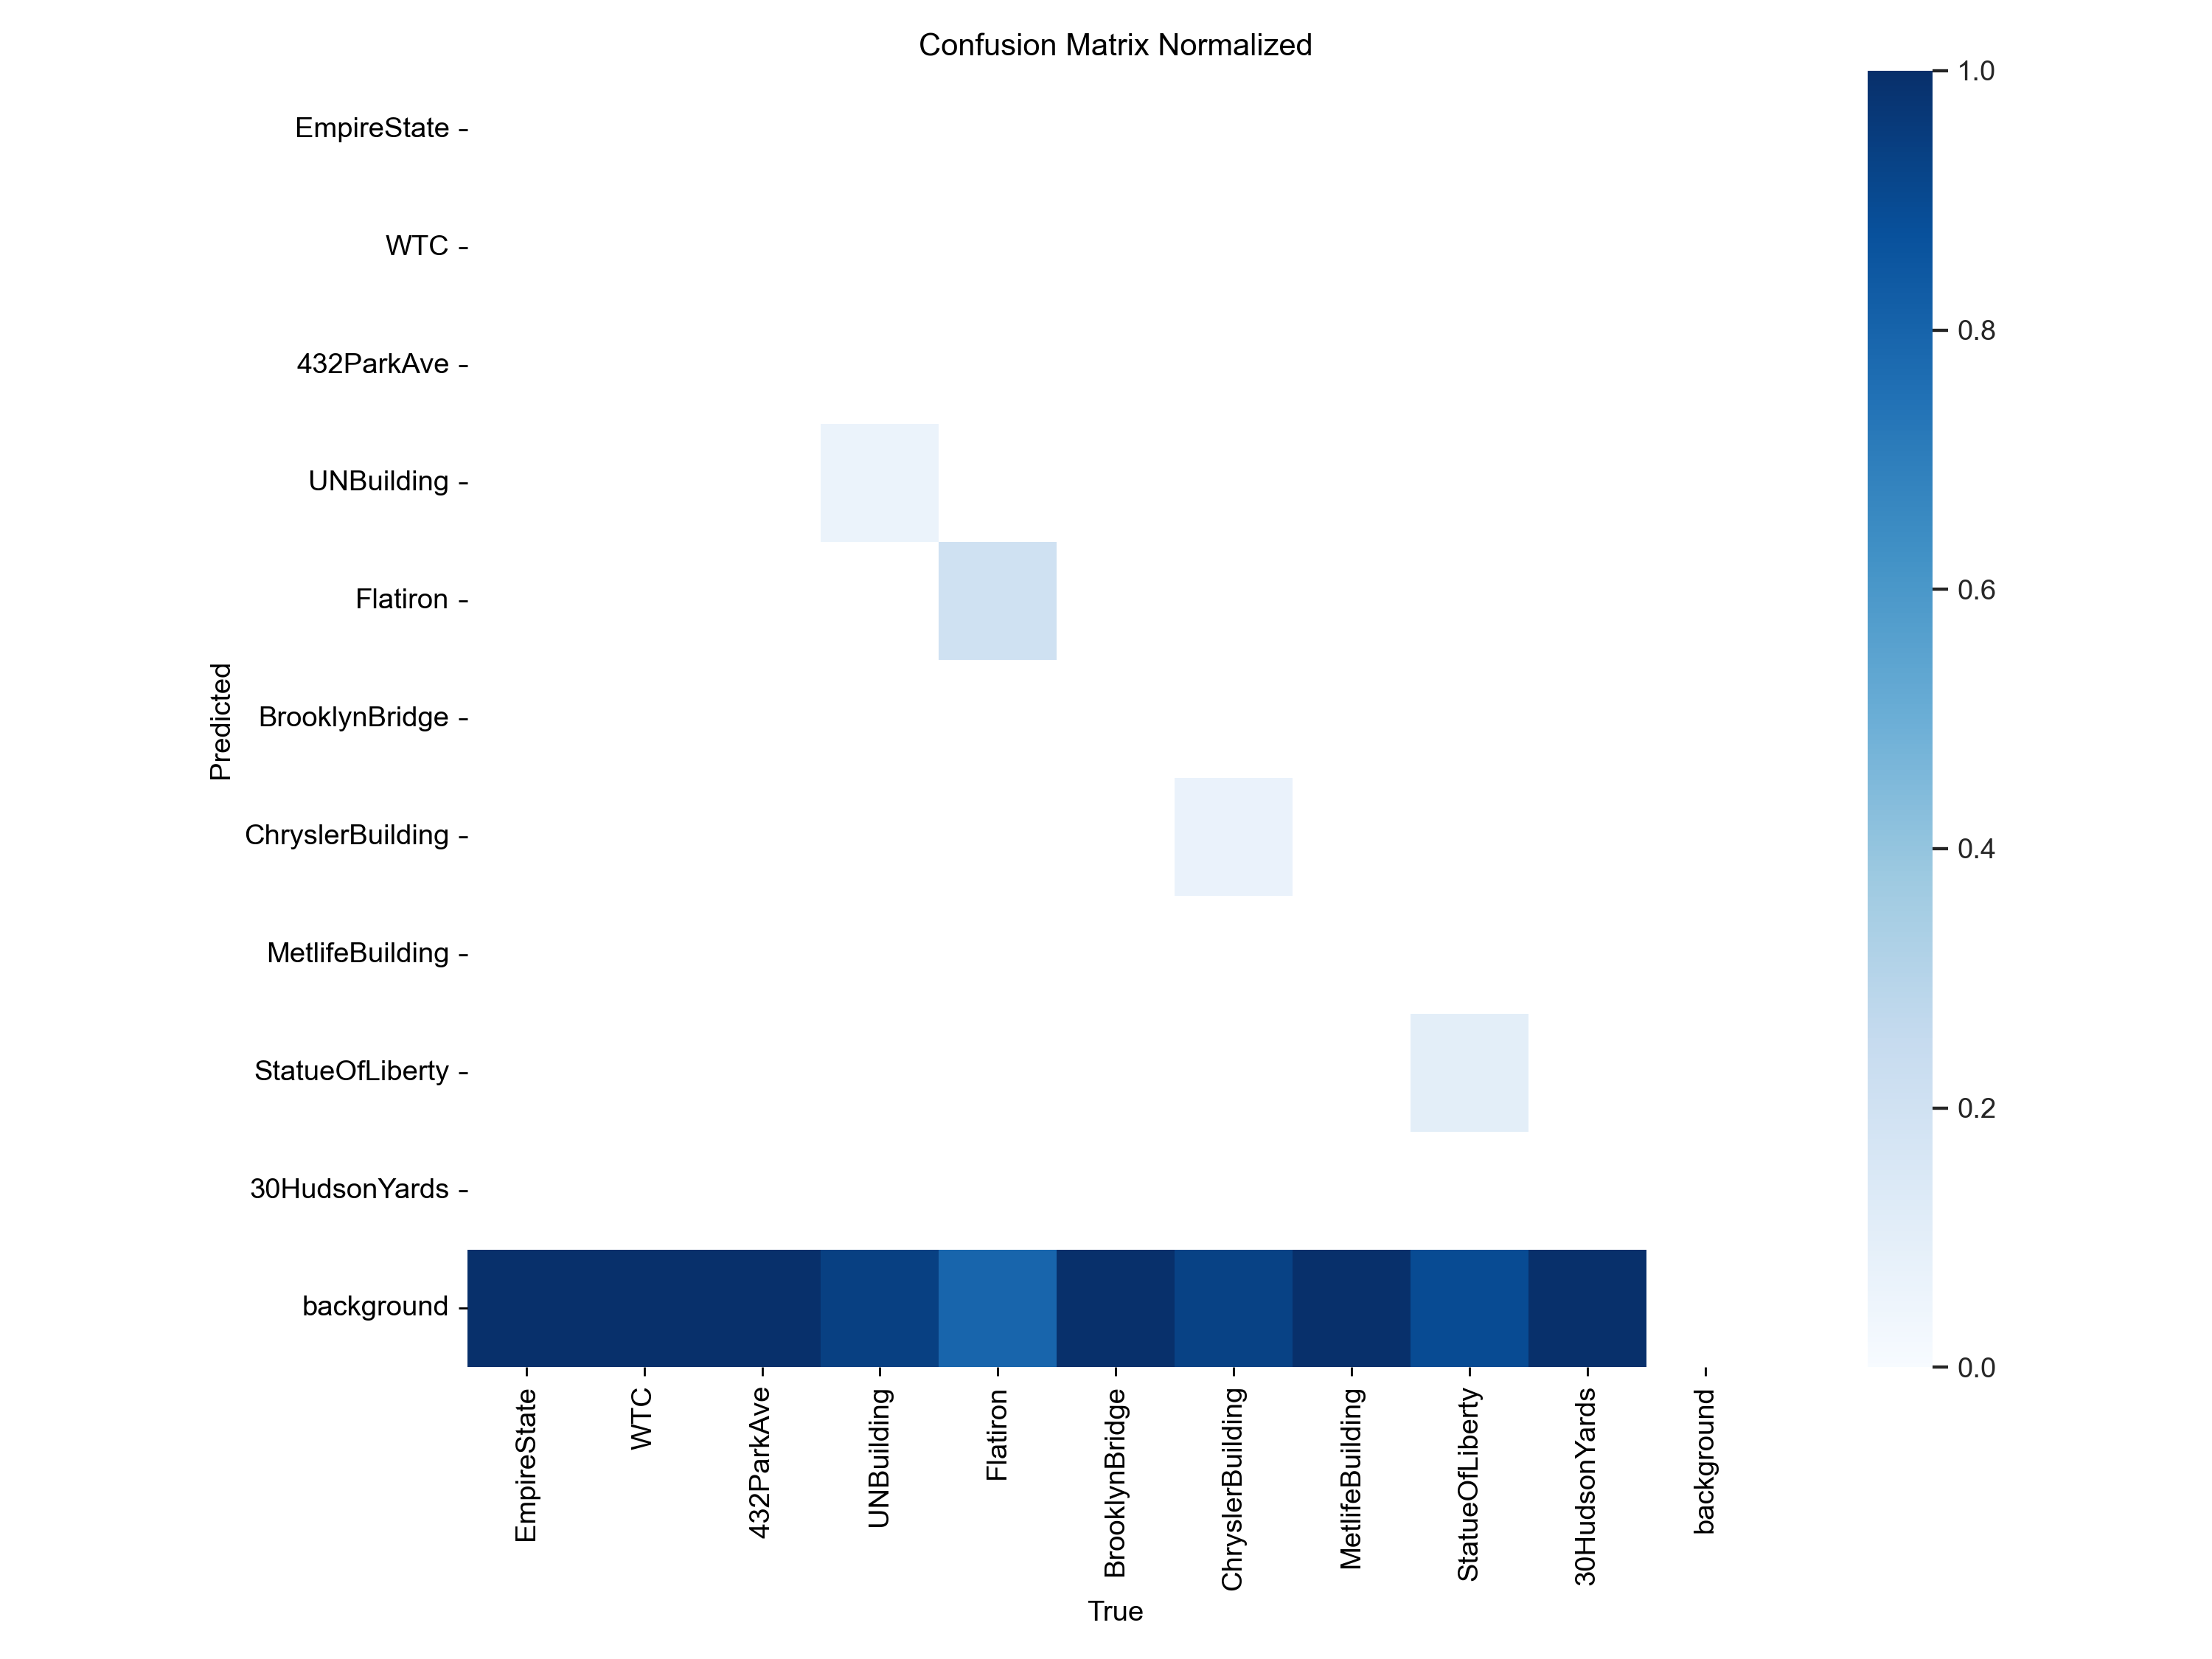 Confusion Matrix Normalized
EmpireState
WTC
432ParkAve
UNBuilding
Flatiron
BrooklynBridge
ChryslerBuilding
MetlifeBuilding
StatueOfLiberty
30HudsonYards
background
Predicted
EmpireState
WTC
432ParkAve
UNBuilding
Flatiron
BrooklynBridge
ChryslerBuilding
MetlifeBuilding
StatueOfLiberty
30HudsonYards
background
True
1.0
0.8
0.6
0.4
0.2
0.0